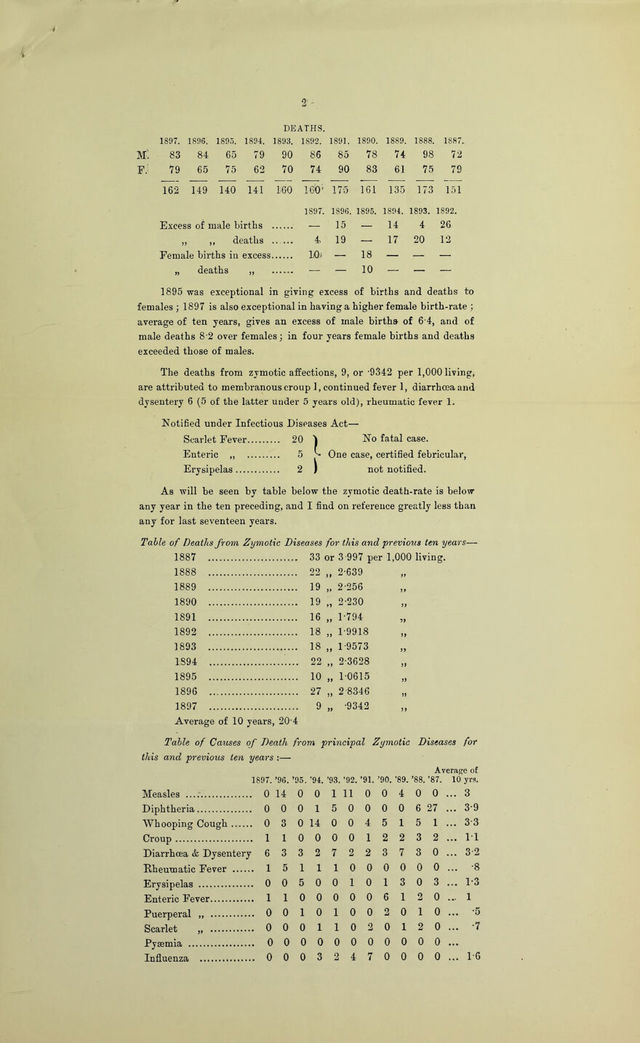 2
DEATHS.
1897. 1896. 1895. 1894. 1893. 1892. 1891. 1890. 1889. 1888. 1887.
M. 83 84 65 79 90 86 85 78 74 98 72
F. 79 65 75 62 70 74 90 83 61 75 79
162 149 140 141 160 160 175 161 135 173 151
1897. 1896. 1895. 1894. 1893. 1892.
Excess of male births ...... — 15 — 14 4 26
„ „ deaths ...... 4 19 — 17 20 12
Female births in excess...... 10 — 18 — — —
„ deaths „ ...... — — 10 — — —
1895 was exceptional in giving excess of births and deaths to
females ; 1897 is also exceptional in having a higher female birth-rate ;
average of ten years, gives an excess of male births of 6·4, and of
male deaths 8·2 over females; in four years female births and deaths
exceeded those of males.
The deaths from zymotic affections, 9, or ·9342 per 1,000 living,
are attributed to membranous croup 1, continued fever 1, diarrhœa and
dysentery 6 (5 of the latter under 5 years old), rheumatic fever 1.
Notified under Infectious Diseases Act—
Scarlet Fever......... 20 } No fatal case.
Enteric „ ......... 5 } One case, certified febricular,
Erysipelas ............ 2 } not notified.
As will be seen by table below the zymotic death-rate is below
any year in the ten preceding, and I find on reference greatly less than
any for last seventeen years.
Table of Deaths from Zymotic Diseases for this and previous ten years—
1887 ........................ 33 or 3·997 per 1,000 living.
1888 ........................ 22 „ 2·639 „
1889 ........................ 19 „ 2·256 „
1890 ........................ 19 „ 2·230 „
1891 ........................ 16 „ 1·794 „
1892 ........................ 18 „ 1·9918 „
1893 ........................ 18 „ 1·9573 „
1894 ........................ 22 „ 2·3628 „
1895 ........................ 10 „ 1·0615 „
1896 ........................ 27 „ 2·8346 „
1897 ........................ 9 „ ·9342 „
Average of 10 years, 20·4
Table of Causes of Death from principal Zymotic Diseases for
this and previous ten years :—
Average of
1897. '96. '95. '94. '93. '92. '91. '90. '89. '88. '87. 10 yrs.
Measles .................. 0 14 0 0 1 11 0 0 4 0 0 ... 3
Diphtheria............... 0 0 0 1 5 0 0 0 0 6 27 ... 3·9
Whooping Cough ...... 0 3 0 14 0 0 4 5 1 5 1 ... 3·3
Croup ..................... 1 1 0 0 0 0 1 2 2 3 2 ... 1·1
Diarrhœa & Dysentery 6 3 3 2 7 2 2 3 7 3 0 ... 3·2
Rheumatic Fever ...... 1 5 1 1 1 0 0 0 0 0 0 ... ·8
Erysipelas ............... 0 0 5 0 0 1 0 1 3 0 3 ... 1·3
Enteric Fever............ 1 1 0 0 0 0 0 6 1 2 0 ... 1
Puerperal „ ............ 0 0 1 0 1 0 0 2 0 1 0 ... ·5
Scarlet „ ............ 0 0 0 1 1 0 2 0 1 2 0 ... ·7
Pyæmia .................. 0 0 0 0 0 0 0 0 0 0 0 ...
Influenza ............... 0 0 0 3 2 4 7 0 0 0 0 ... 1·6